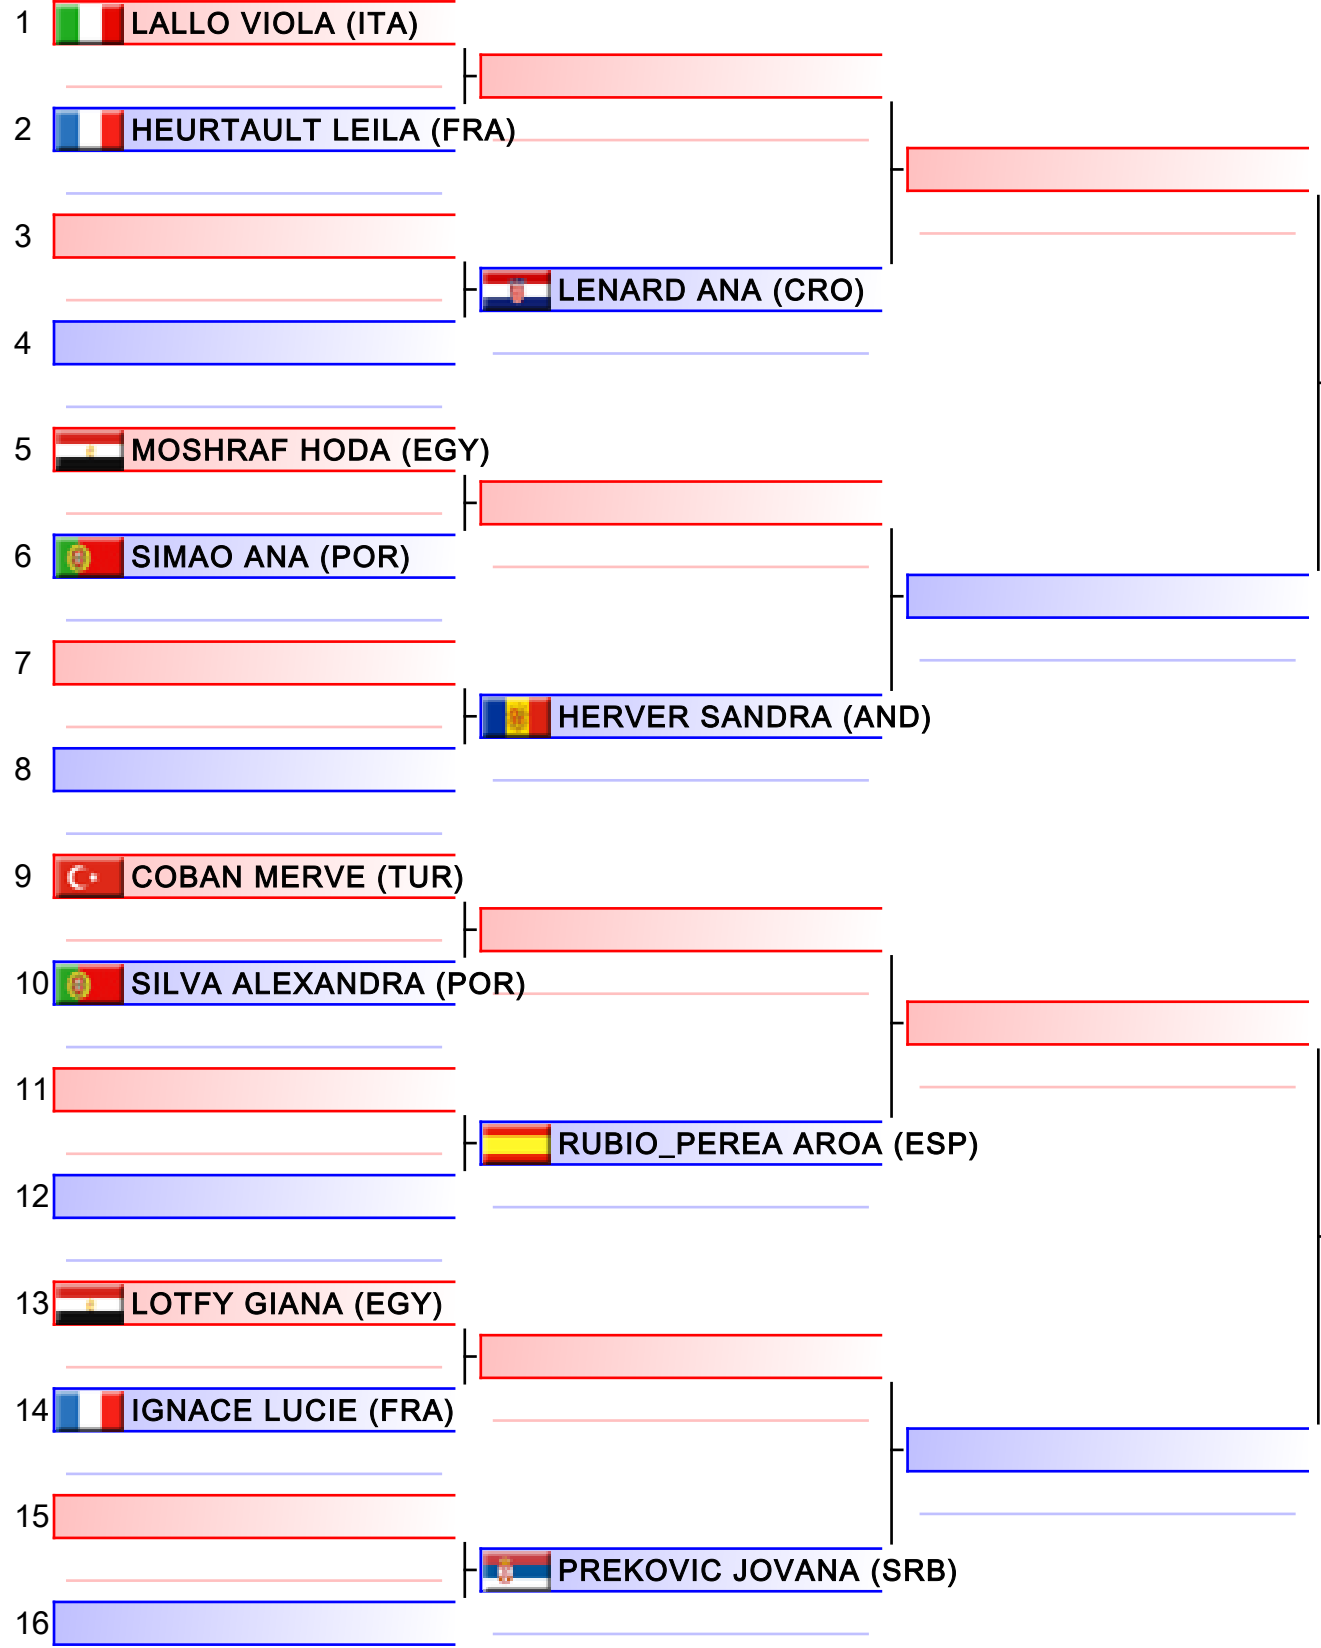 1 LALLO VIOLA (ITA)
2 HEURTAULT LEILA (FRA)
3
LENARD ANA (CRO)
4
5 MOSHRAF HODA (EGY)
6 SIMAO ANA (POR)
7
HERVER SANDRA (AND)
8
9 COBAN MERVE (TUR)
10 SILVA ALEXANDRA (POR)
11
RUBIO_PEREA AROA (ESP)
12
13 LOTFY GIANA (EGY)
14 IGNACE LUCIE (FRA)
15
PREKOVIC JOVANA (SRB)
16